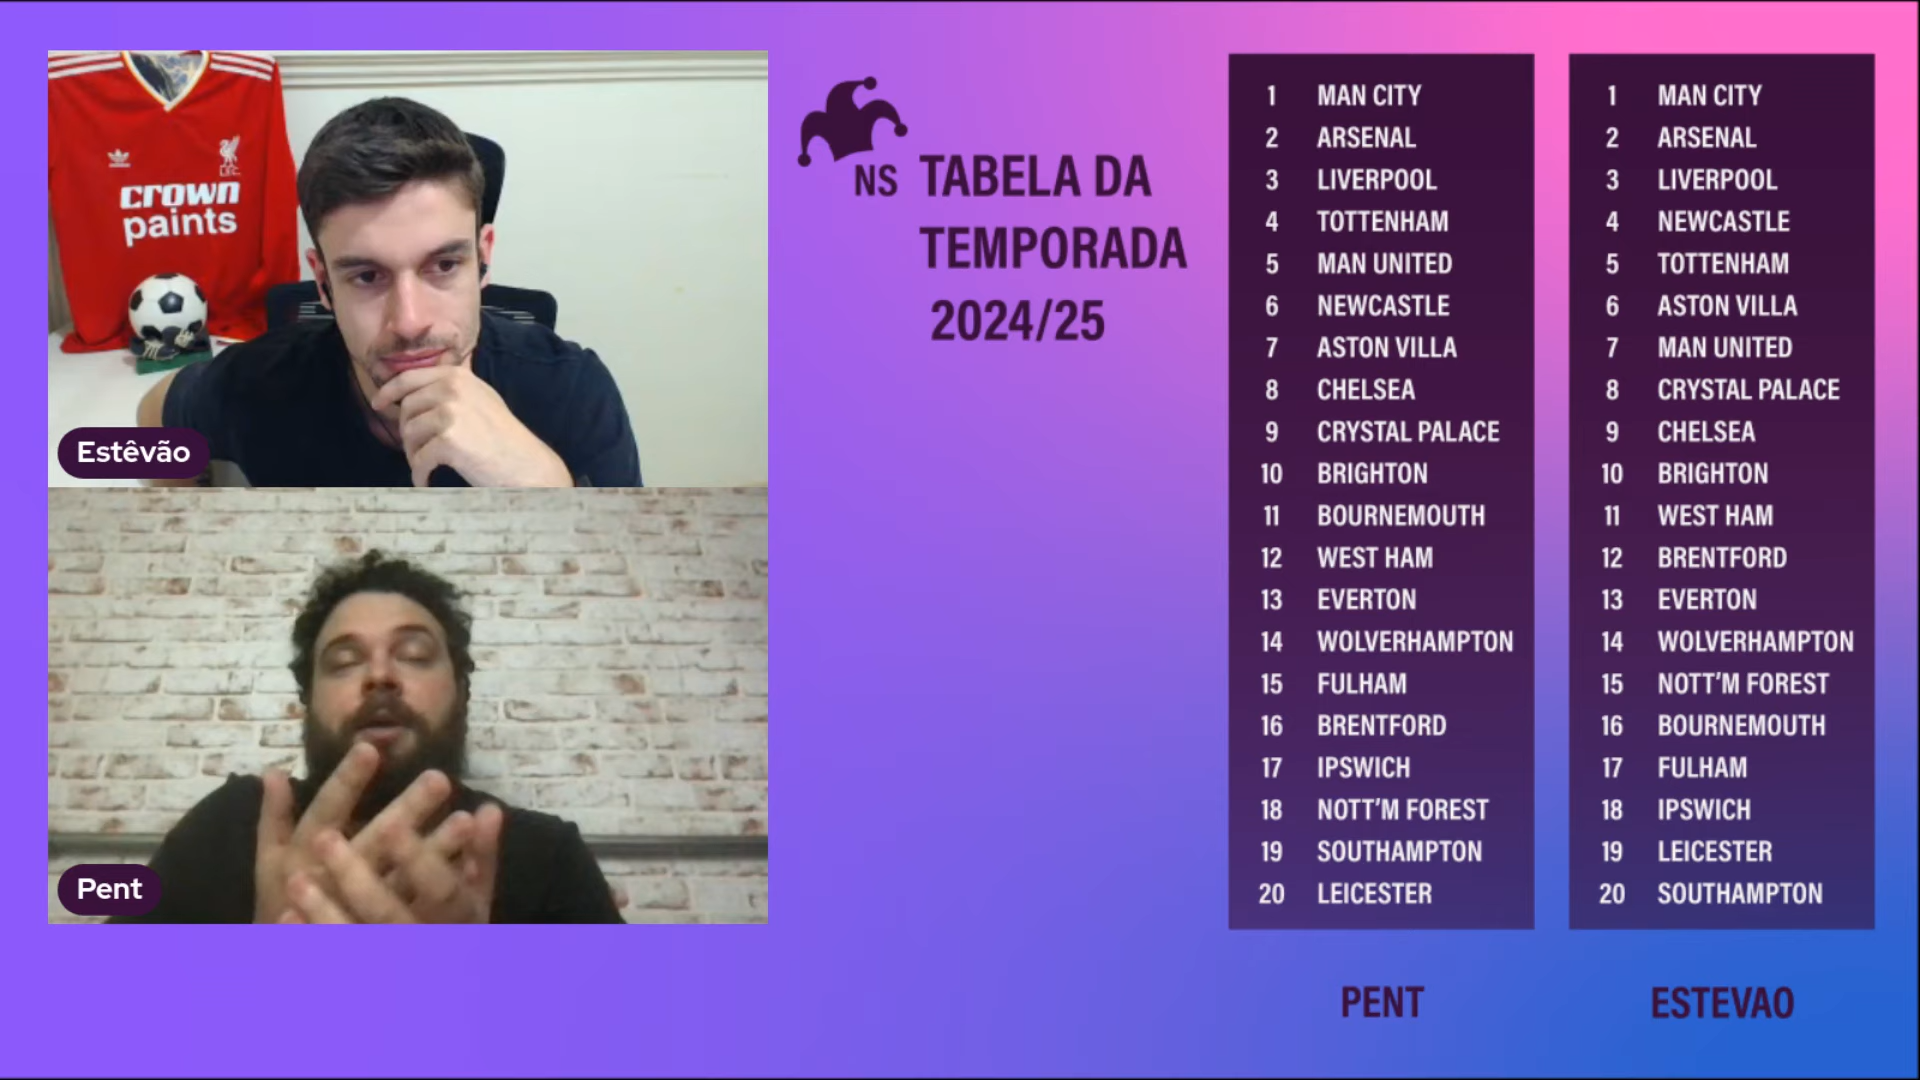 L.F.C.
crown
paints
Estêvão
Pent
NS
TABELA DA
TEMPORADA
2024/25
1 MAN CITY
2 ARSENAL
3 LIVERPOOL
4 TOTTENHAM
5 MAN UNITED
6 NEWCASTLE
7 ASTON VILLA
8 CHELSEA
9 CRYSTAL PALACE
10 BRIGHTON
11 BOURNEMOUTH
12 WEST HAM
13 EVERTON
14 WOLVERHAMPTON
15 FULHAM
16 BRENTFORD
17 IPSWICH
18 NOTT'M FOREST
19 SOUTHAMPTON
20 LEICESTER
PENT
1 MAN CITY
2 ARSENAL
3 LIVERPOOL
4 NEWCASTLE
5 TOTTENHAM
6 ASTON VILLA
7 MAN UNITED
8 CRYSTAL PALACE
9 CHELSEA
10 BRIGHTON
11 WEST HAM
12 BRENTFORD
13 EVERTON
14 WOLVERHAMPTON
15 NOTT'M FOREST
16 BOURNEMOUTH
17 FULHAM
18 IPSWICH
19 LEICESTER
20 SOUTHAMPTON
ESTEVAO